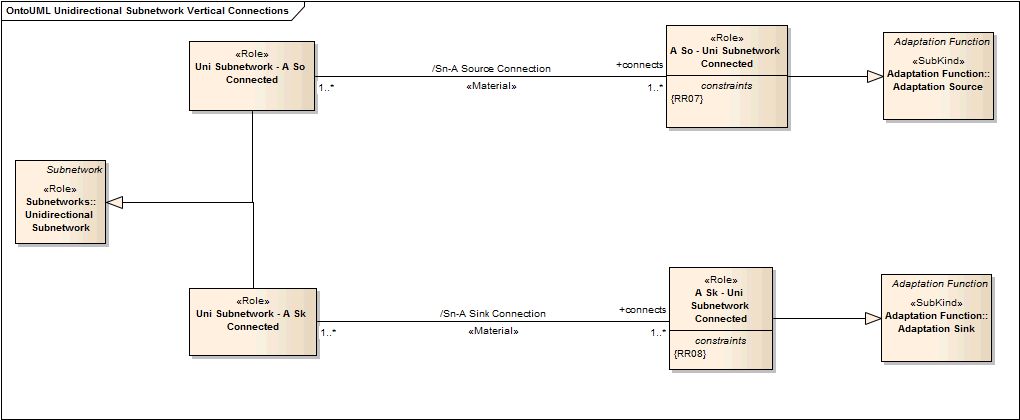 OntoUML Unidirectional Subnetwork Vertical Connections
«Role»
Uni Subnetwork - A So
Connected
/Sn-A Source Connection
«Material»
1..*
+connects
1..*
«Role»
A So - Uni Subnetwork
Connected
constraints
{RR07}
Adaptation Function
«SubKind»
Adaptation Function::
Adaptation Source
Subnetwork
«Role»
Subnetworks::
Unidirectional
Subnetwork
«Role»
Uni Subnetwork - A Sk
Connected
/Sn-A Sink Connection
«Material»
1..*
+connects
1..*
«Role»
A Sk - Uni
Subnetwork
Connected
constraints
{RR08}
Adaptation Function
«SubKind»
Adaptation Function::
Adaptation Sink